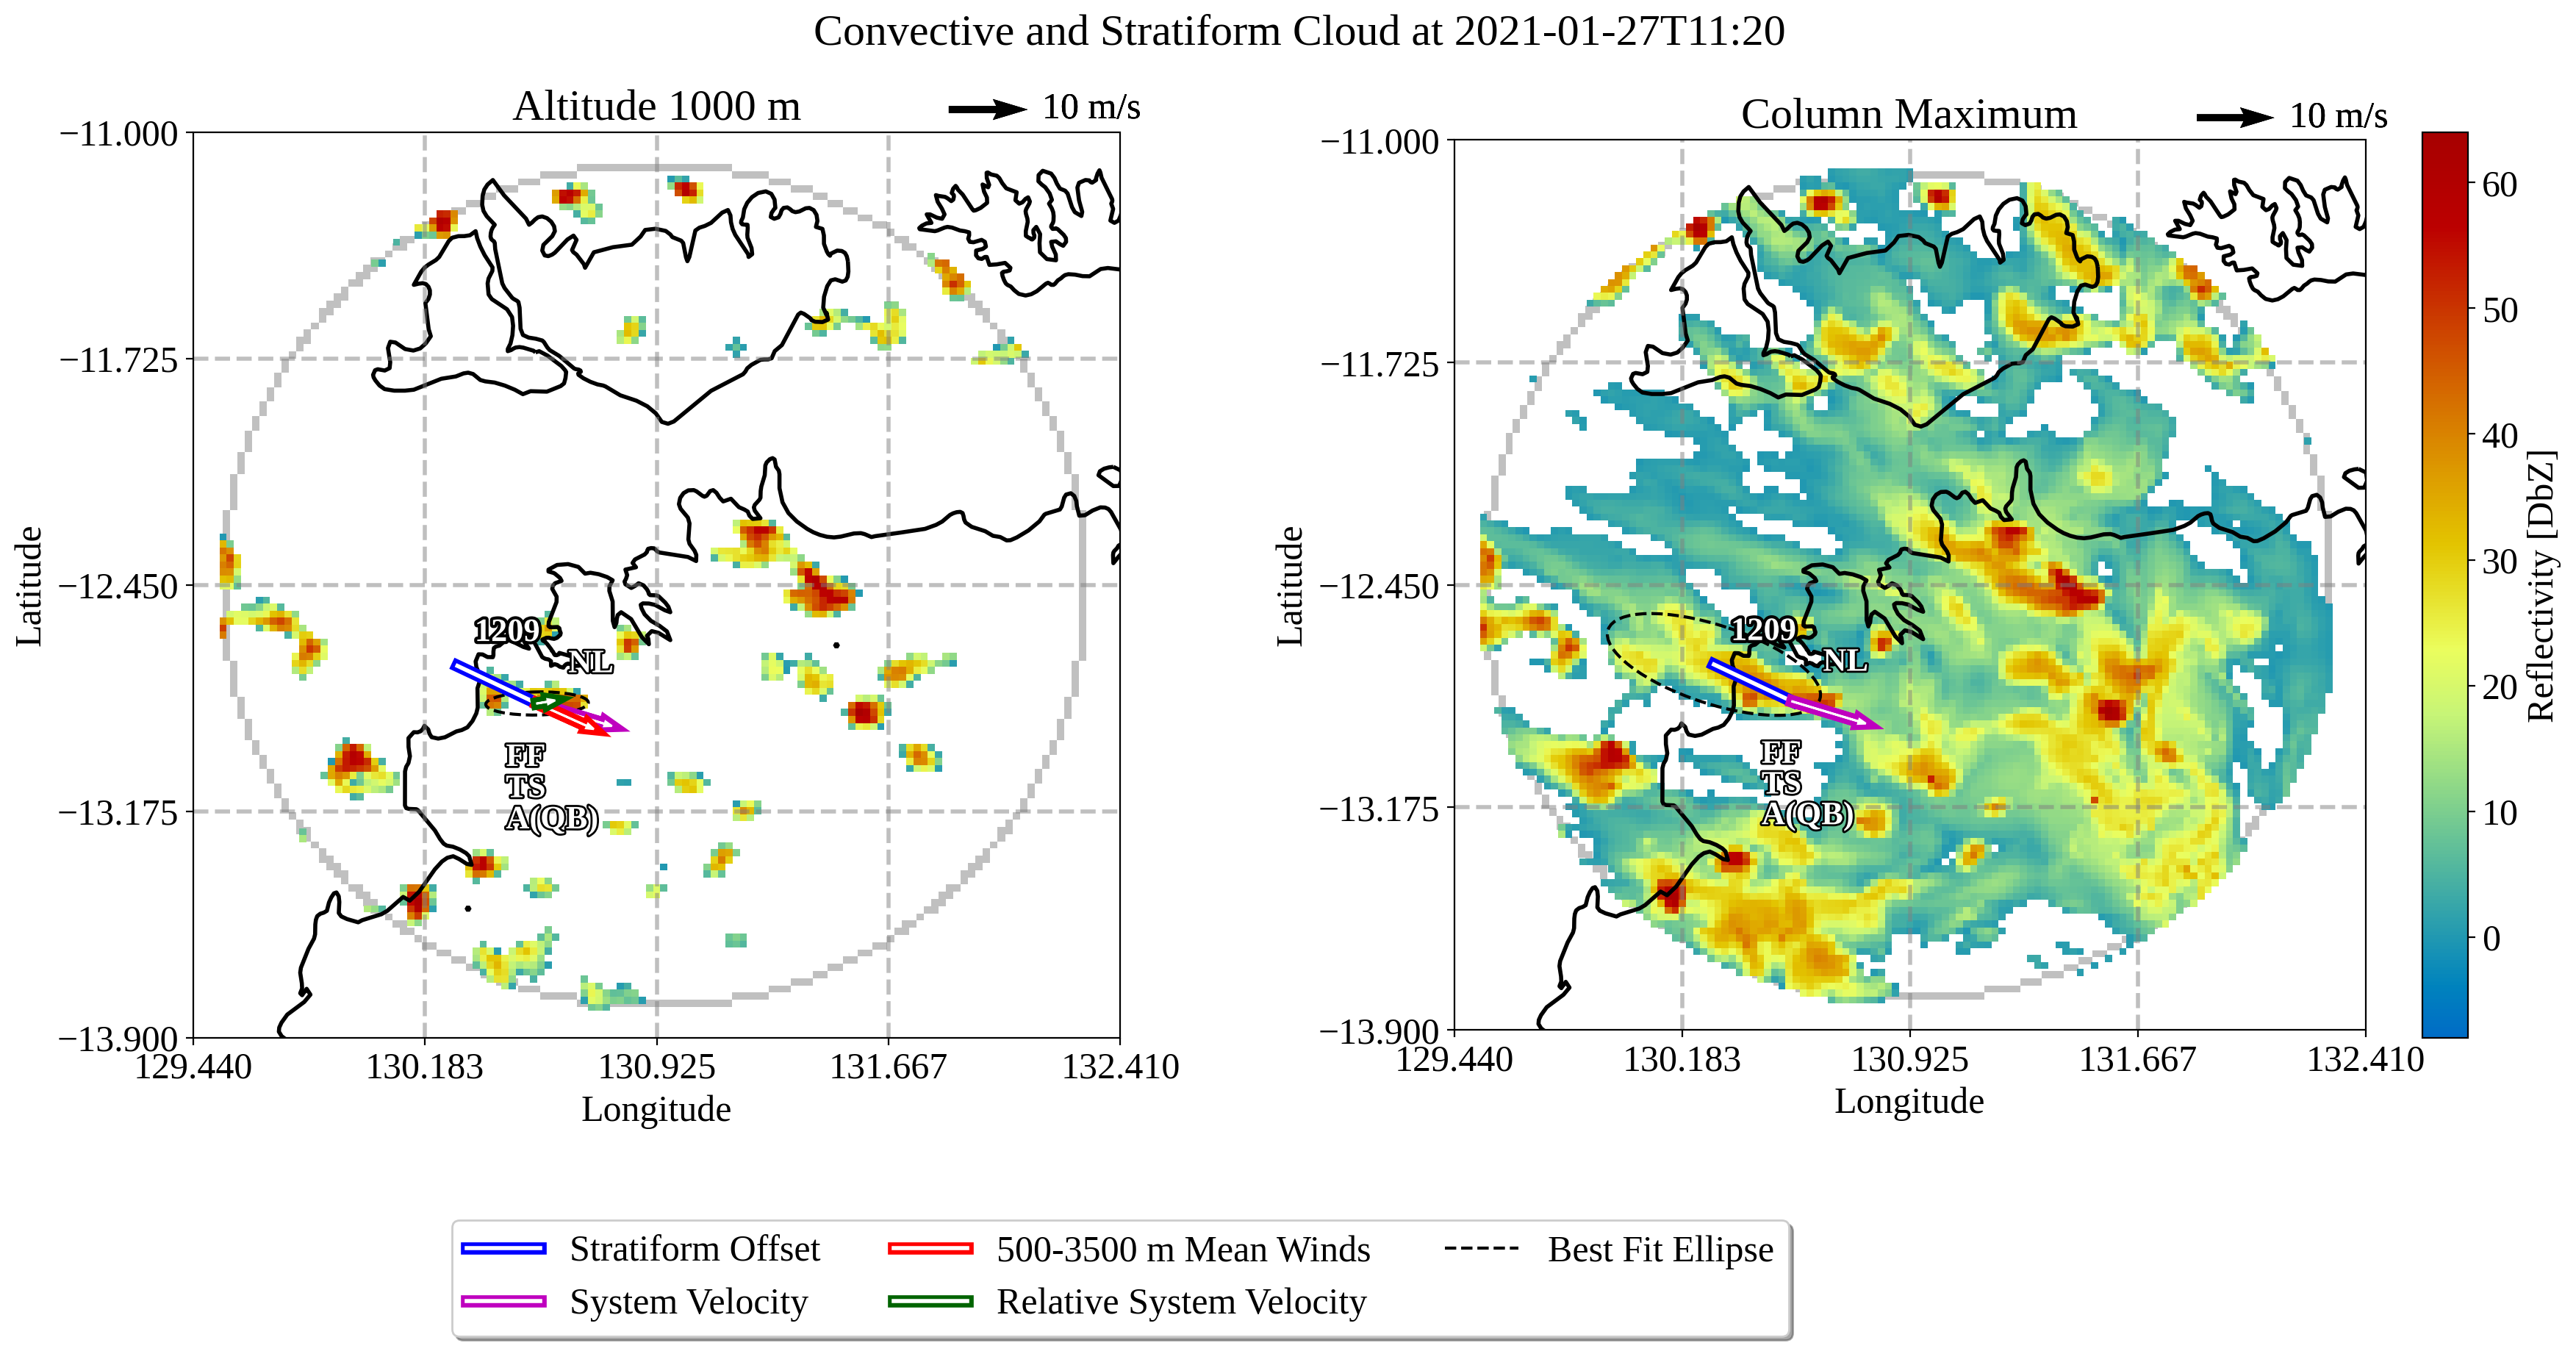 Convective and Stratiform Cloud at 2021-01-27T11:20
Altitude 1000 m
10 m/s
Latitude
−11.000
−11.725
−12.450
−13.175
−13.900
1209
NL
FF
TS
A(QB)
129.440 130.183 130.925 131.667 132.410
Longitude
Column Maximum
10 m/s
Latitude
−11.000
−11.725
−12.450
−13.175
−13.900
1209
NL
FF
TS
A(QB)
129.440 130.183 130.925 131.667 132.410
Longitude
60
50
40
30
20
10
0
Reflectivity [DbZ]
Stratiform Offset
System Velocity
500-3500 m Mean Winds
Relative System Velocity
Best Fit Ellipse